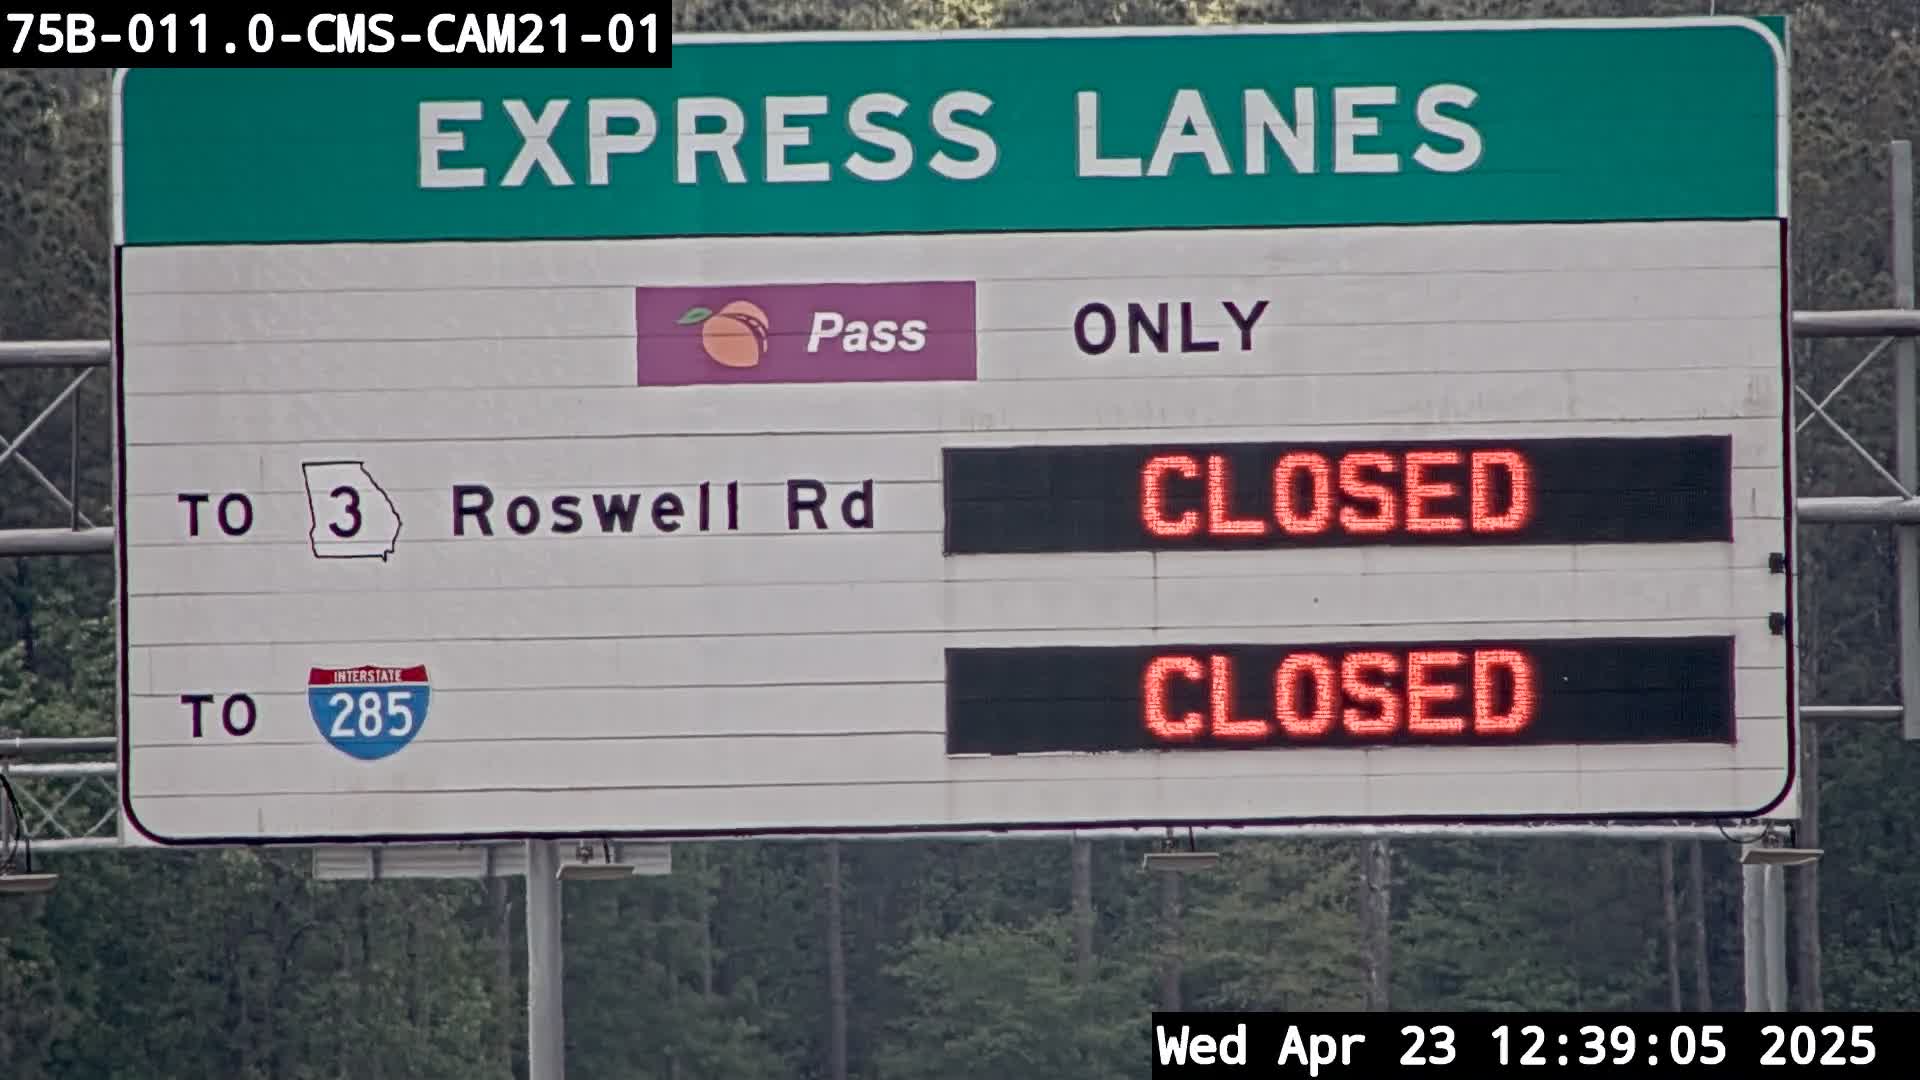 75B-011.0-CMS-CAM21-01
EXPRESS LANES
Pass ONLY
TO 3 Roswell Rd CLOSED
TO INTERSTATE 285 CLOSED
Wed Apr 23 12:39:05 2025